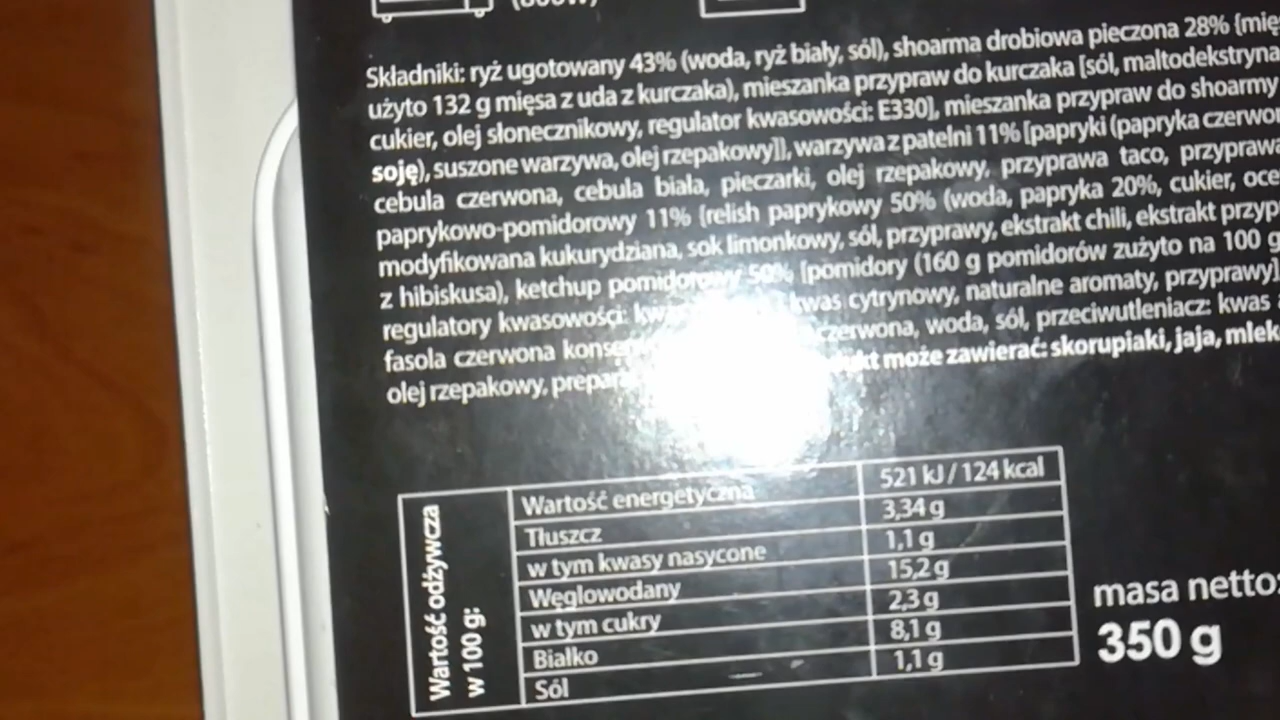 (800W)
Składniki: ryż ugotowany 43% (woda, ryż biały, sól), shoarma drobiowa pieczona 28% {mię
użyto 132 g mięsa z uda z kurczaka), mieszanka przypraw do kurczaka [sól, maltodekstryna
cukier, olej słonecznikowy, regulator kwasowości: E330], mieszanka przypraw do shoarmy
soję), suszone warzywa, olej rzepakowy]}, warzywa z patelni 11% [papryki (papryka czerwo
cebula czerwona, cebula biała, pieczarki, olej rzepakowy, przyprawa taco, przyprawa
paprykowo-pomidorowy 11% {relish paprykowy 50% (woda, papryka 20%, cukier, oce
modyfikowana kukurydziana, sok limonkowy, sól, przyprawy, ekstrakt chili, ekstrakt przyp
z hibiskusa), ketchup pomidorowy 50% [pomidory (160 g pomidorów zużyto na 100 g
regulatory kwasowości: kwas cytrynowy, naturalne aromaty, przyprawy]
fasola czerwona czerwona, woda, sól, przeciwutleniacz: kwas
olej rzepakowy, może zawierać: skorupiaki, jaja, mlek
Wartość odżywcza w 100 g:
Wartość energetyczna 521 kJ / 124 kcal
Tłuszcz 3,34 g
w tym kwasy nasycone 1,1 g
Węglowodany 15,2 g
w tym cukry 2,3 g
Białko 8,1 g
Sól 1,1 g
masa netto:
350 g